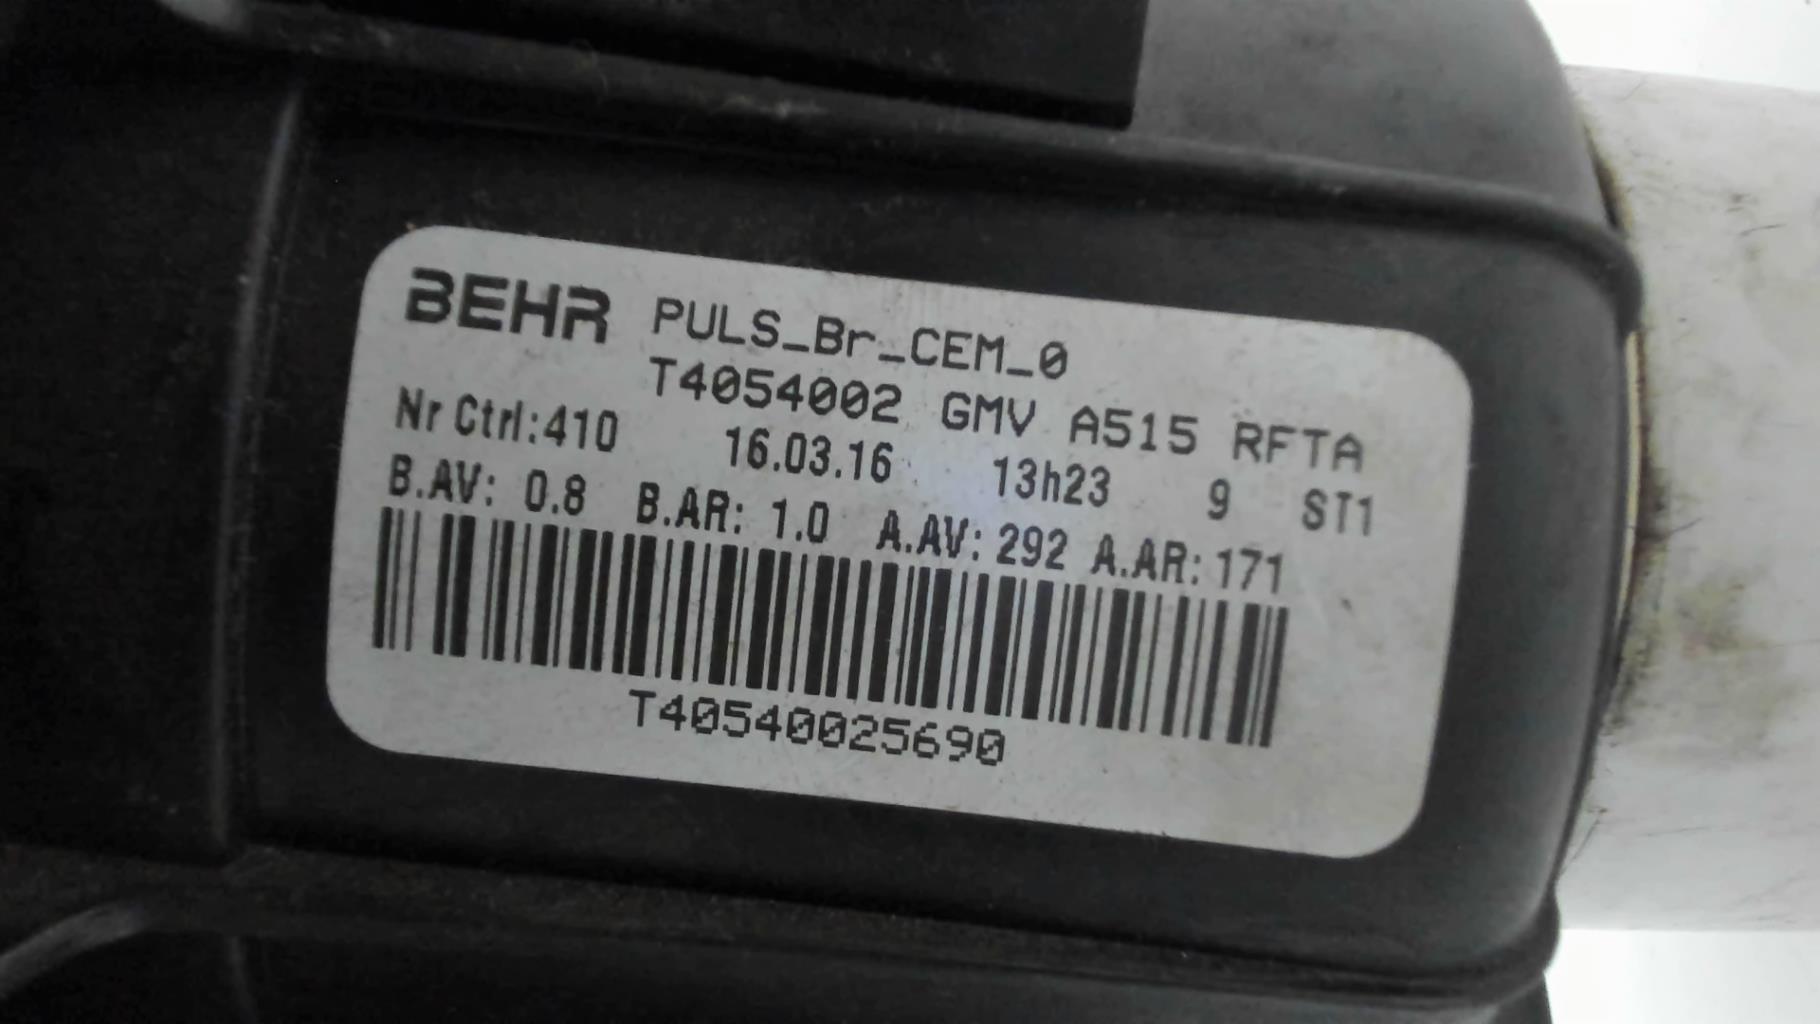 BEHR PULS_Br_CEM_0
T4054002 GMV A515 RFTA
Nr Ctrl:410 16.03.16 13h23 9 ST1
B.AV: 0.8 B.AR: 1.0 A.AV: 292 A.AR: 171
T40540025690